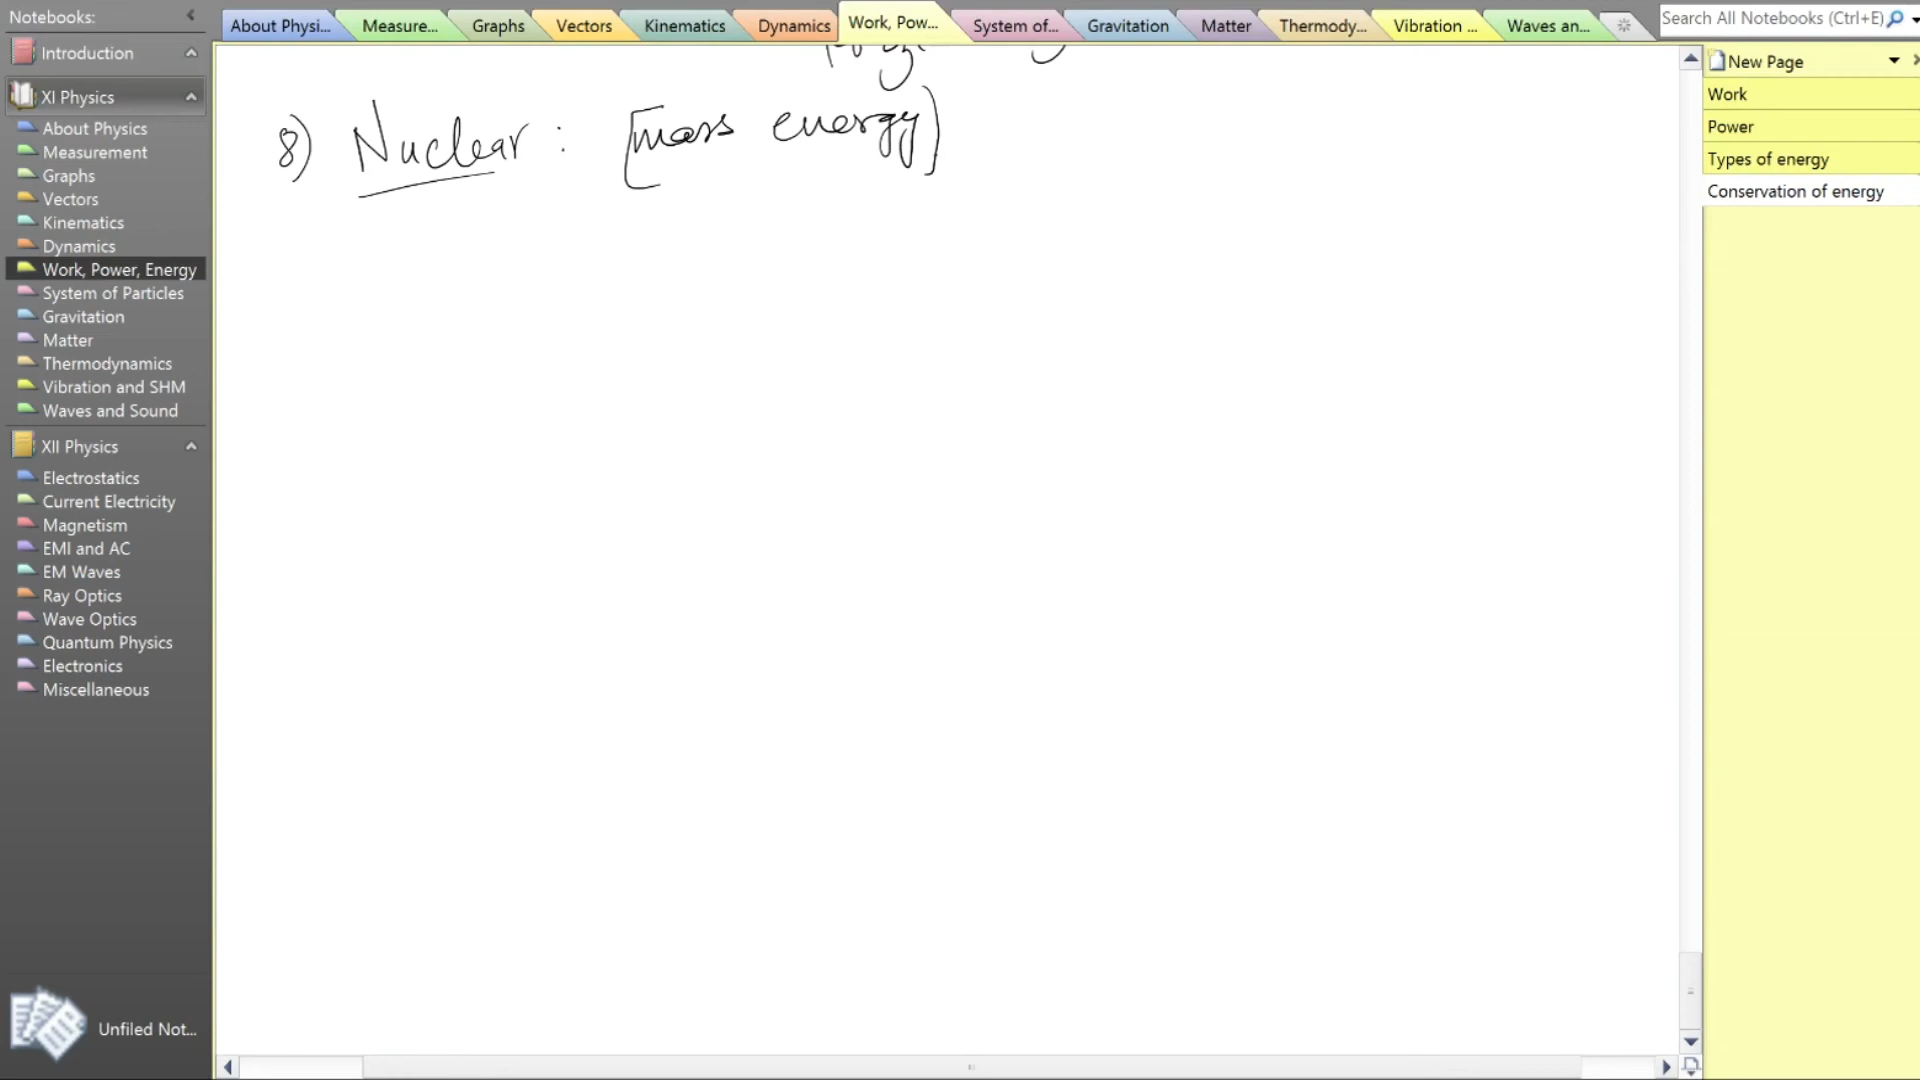 Notebooks:
Introduction
XI Physics
About Physics
Measurement
Graphs
Vectors
Kinematics
Dynamics
Work, Power, Energy
System of Particles
Gravitation
Matter
Thermodynamics
Vibration and SHM
Waves and Sound
XII Physics
Electrostatics
Current Electricity
Magnetism
EMI and AC
EM Waves
Ray Optics
Wave Optics
Quantum Physics
Electronics
Miscellaneous
Unfiled Not...
About Physi... Measure... Graphs Vectors Kinematics Dynamics Work, Pow... System of... Gravitation Matter Thermody... Vibration ... Waves an...
Search All Notebooks (Ctrl+E)
8) Nuclear : [mass energy]
New Page
Work
Power
Types of energy
Conservation of energy